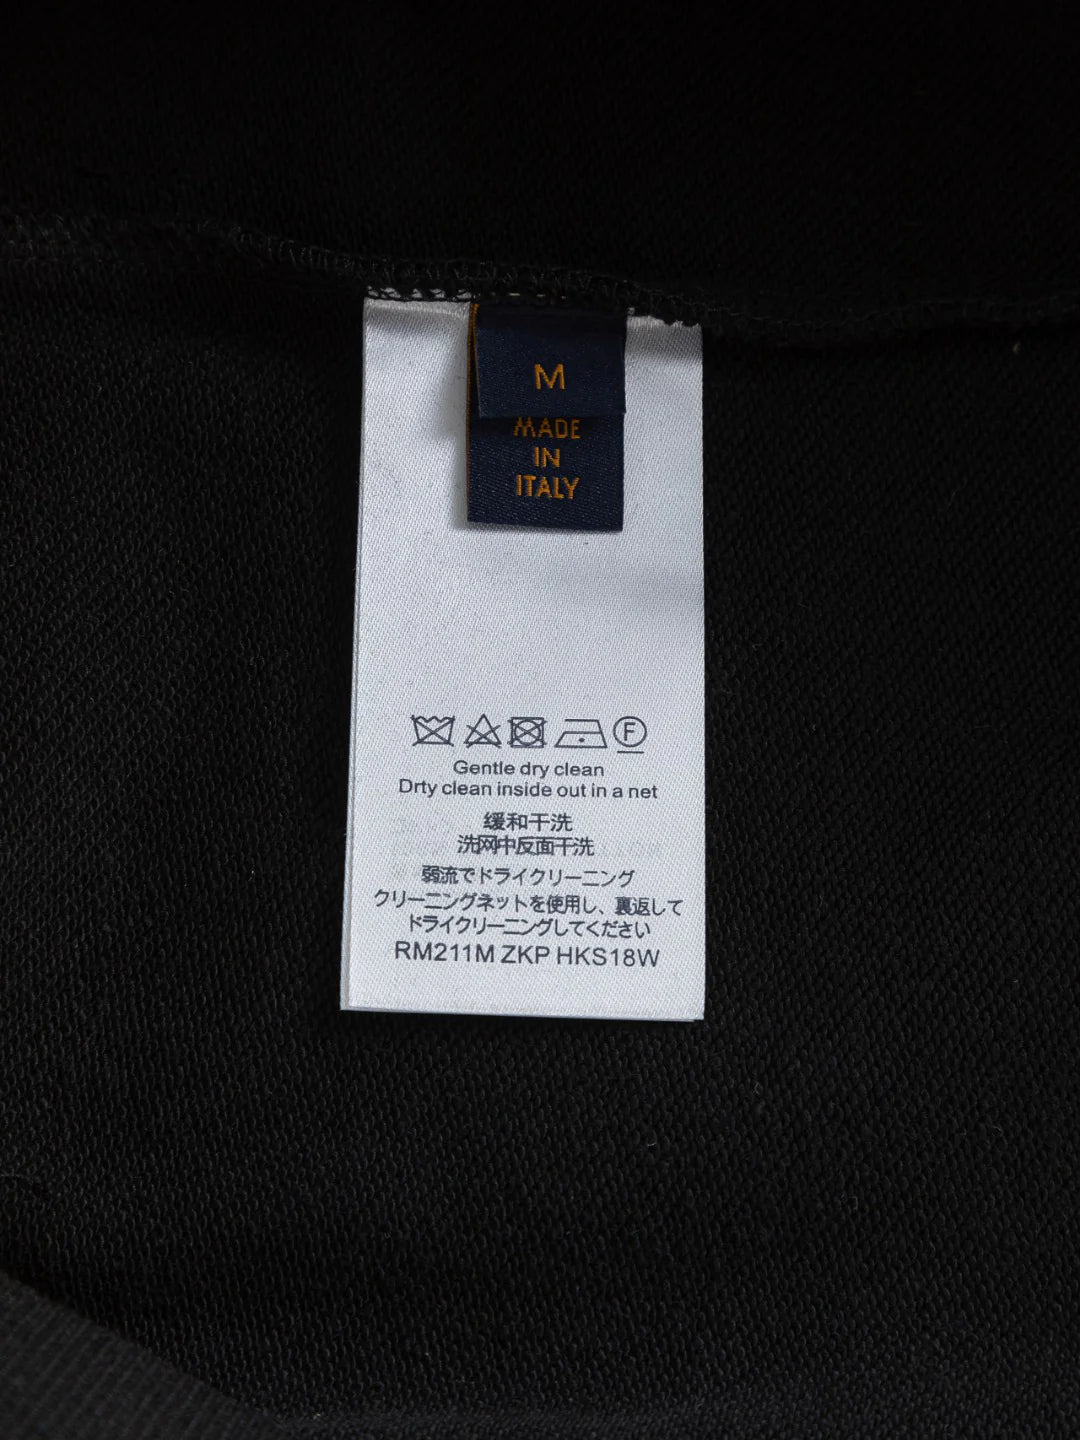 M
MADE
IN
ITALY
F
Gentle dry clean
Drty clean inside out in a net
缓和干洗
洗网中反面干洗
弱流でドライクリーニング
クリーニングネットを使用し、裏返して
ドライクリーニングしてください
RM211M ZKP HKS18W